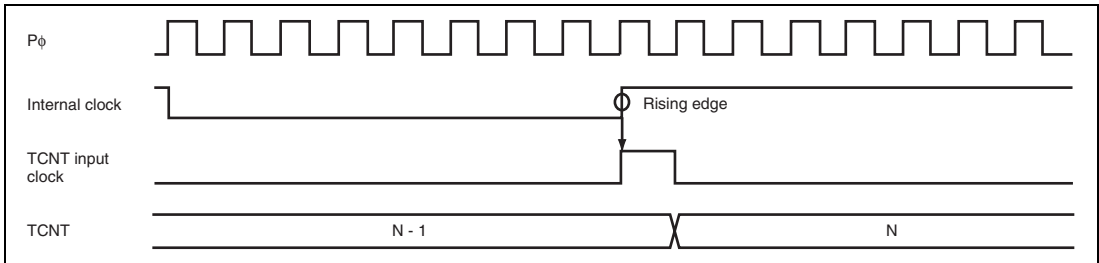 Pϕ
Internal clock
Rising edge
TCNT input
clock
TCNT
N - 1
N